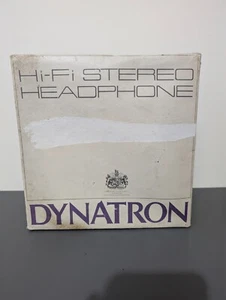 Hi-Fi STEREO
HEADPHONE
DYNATRON